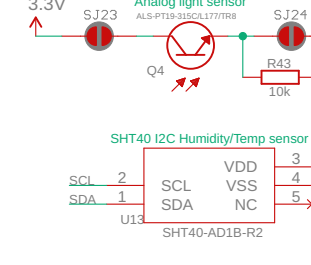 Analog light sensor
3.3V
SJ23
ALS-PT19-315C/L177/TR8
SJ24
Q4
R43
10k
SHT40 I2C Humidity/Temp sensor
SCL 2 SCL VDD 3
VSS 4
SDA 1 SDA NC 5
U13
SHT40-AD1B-R2